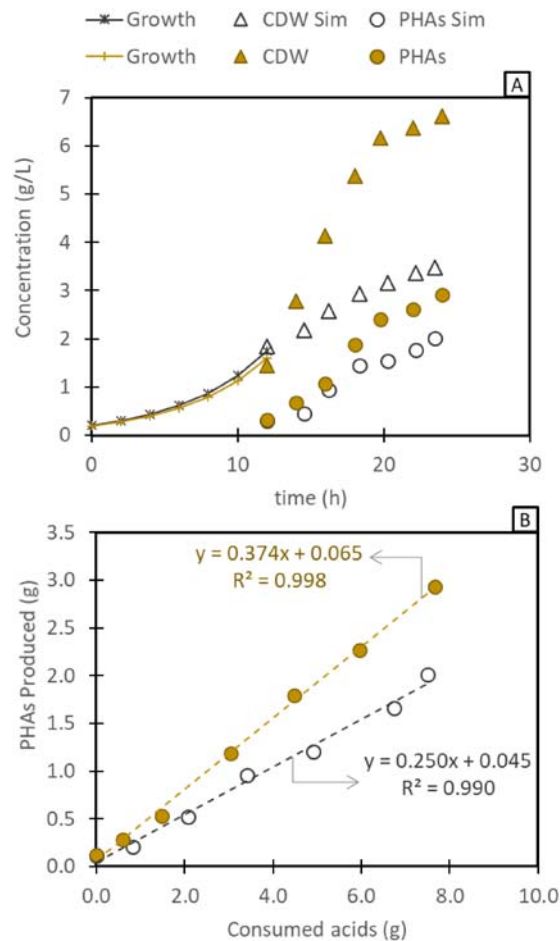 Growth CDW Sim PHAs Sim
Growth CDW PHAs
A
7
6
5
4
3
2
1
0
Concentration (g/L)
0 10 20 30
time (h)
B
3.5
3.0
2.5
2.0
1.5
1.0
0.5
0.0
PHAs Produced (g)
y = 0.374x + 0.065
R² = 0.998
y = 0.250x + 0.045
R² = 0.990
0.0 2.0 4.0 6.0 8.0 10.0
Consumed acids (g)